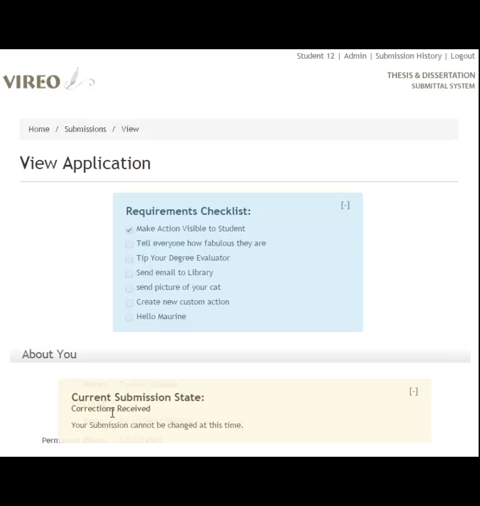 Student 12 | Admin | Submission History | Logout
VIREO
THESIS & DISSERTATION
SUBMITTAL SYSTEM
Home / Submissions / View
View Application
Requirements Checklist:
[-]
Make Action Visible to Student
Tell everyone how fabulous they are
Tip Your Degree Evaluator
Send email to Library
send picture of your cat
Create new custom action
Hello Maurine
About You
Current Submission State:
[-]
Corrections Received
Your Submission cannot be changed at this time.